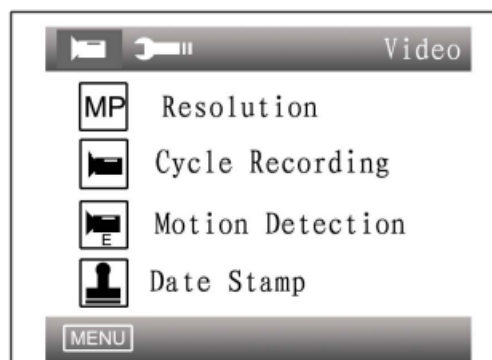 Video
MP Resolution
Cycle Recording
E Motion Detection
Date Stamp
MENU